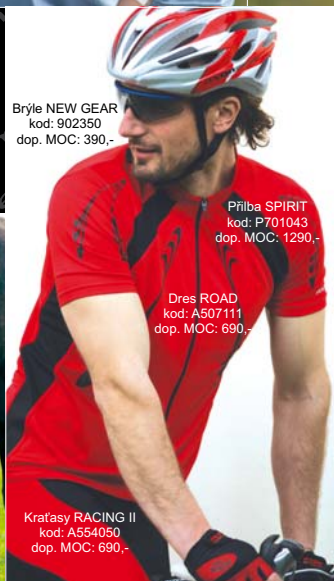 Brýle NEW GEAR
kod: 902350
dop. MOC: 390,-
Přilba SPIRIT
kod: P701043
dop. MOC: 1290,-
Dres ROAD
kod: A507111
dop. MOC: 690,-
Kraťasy RACING II
kod: A554050
dop. MOC: 690,-